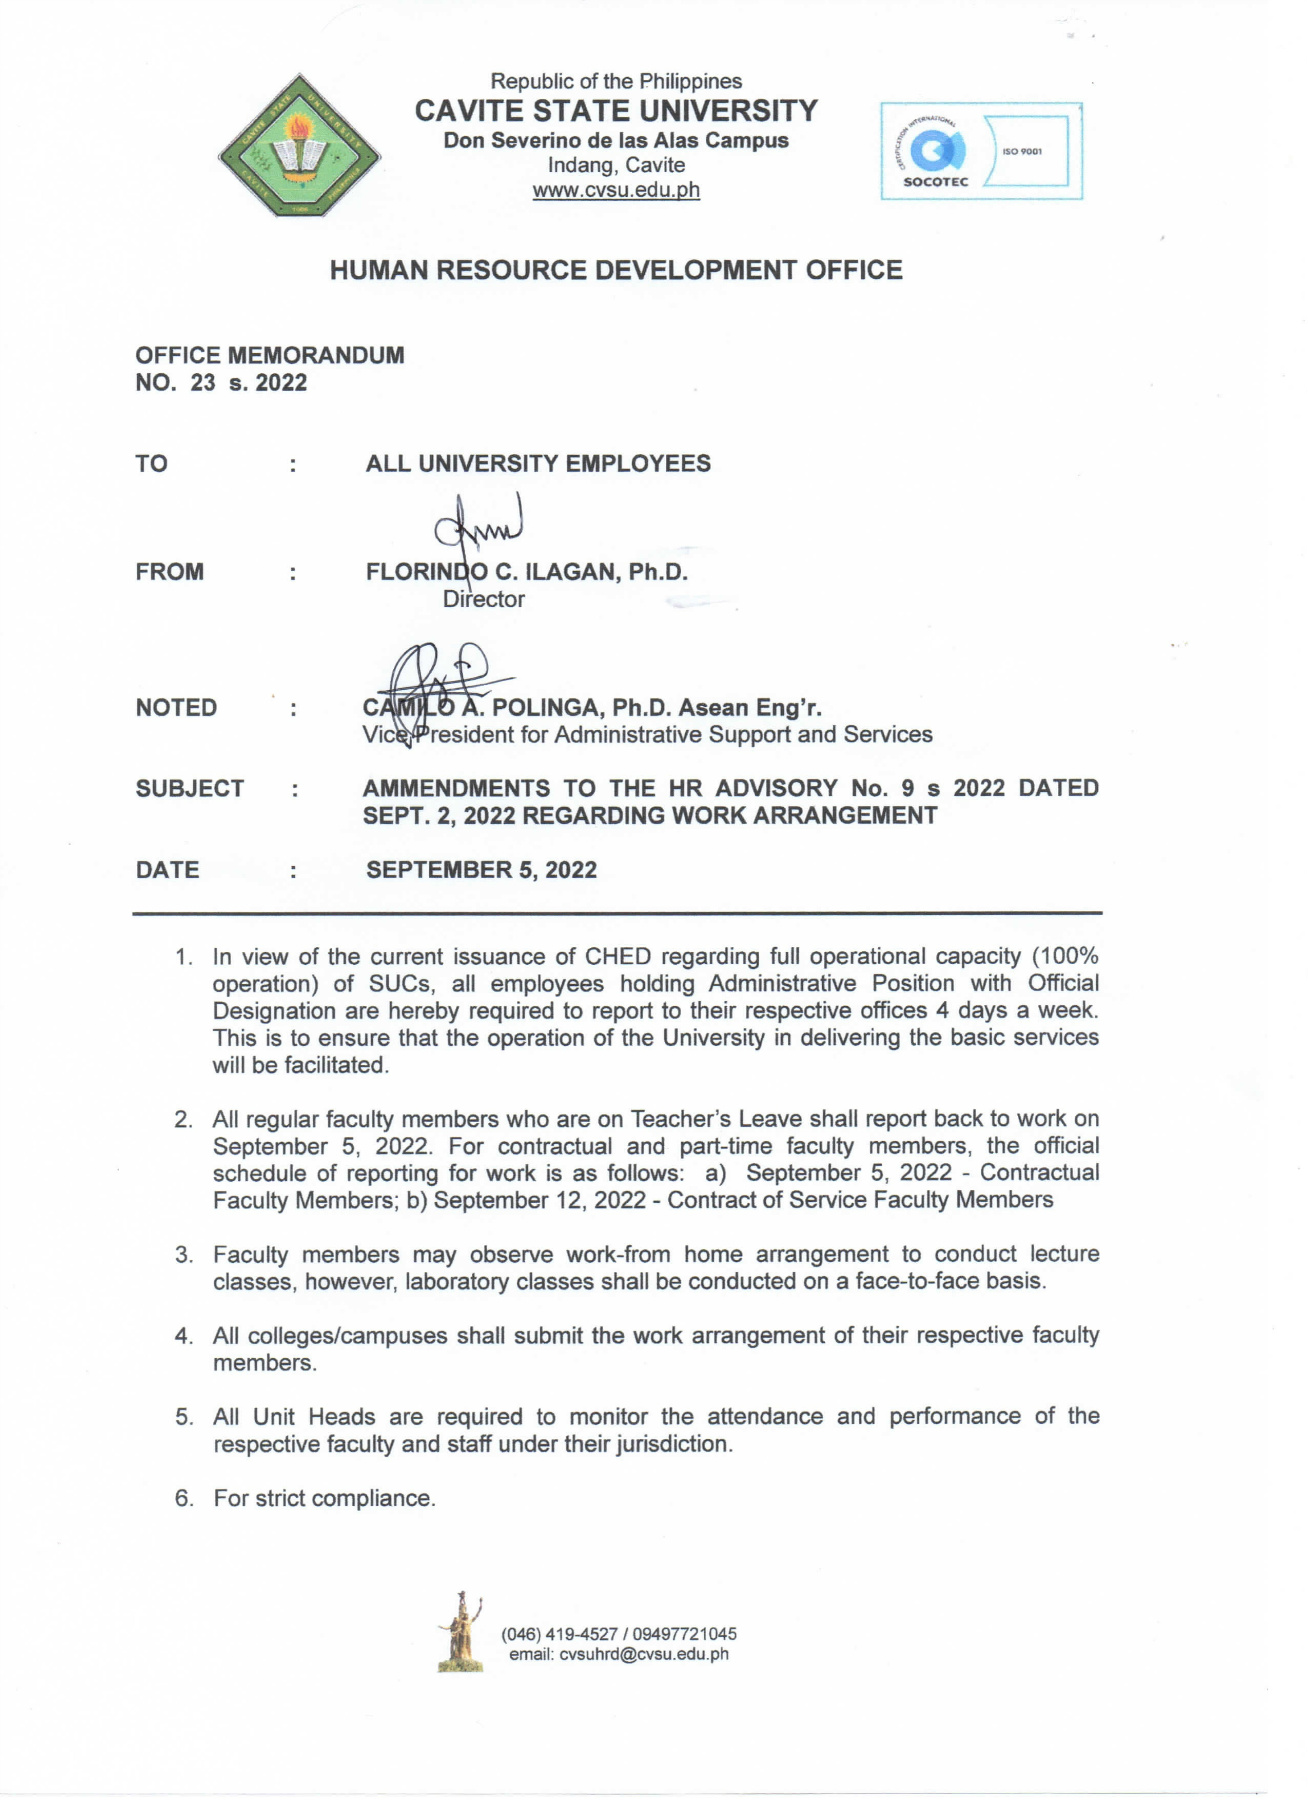 Republic of the Philippines
CAVITE STATE UNIVERSITY
Don Severino de las Alas Campus
Indang, Cavite
www.cvsu.edu.ph
CAVITE STATE UNIVERSITY
CAVITE PHILIPPINES
CERTIFICATION INTERNATIONAL
SOCOTEC
ISO 9001
HUMAN RESOURCE DEVELOPMENT OFFICE
OFFICE MEMORANDUM
NO. 23 s. 2022
TO : ALL UNIVERSITY EMPLOYEES
FROM : FLORINDO C. ILAGAN, Ph.D.
Director
NOTED : CAMILO A. POLINGA, Ph.D. Asean Eng'r.
Vice President for Administrative Support and Services
SUBJECT : AMMENDMENTS TO THE HR ADVISORY No. 9 s 2022 DATED
SEPT. 2, 2022 REGARDING WORK ARRANGEMENT
DATE : SEPTEMBER 5, 2022
1. In view of the current issuance of CHED regarding full operational capacity (100%
operation) of SUCs, all employees holding Administrative Position with Official
Designation are hereby required to report to their respective offices 4 days a week.
This is to ensure that the operation of the University in delivering the basic services
will be facilitated.
2. All regular faculty members who are on Teacher's Leave shall report back to work on
September 5, 2022. For contractual and part-time faculty members, the official
schedule of reporting for work is as follows: a) September 5, 2022 - Contractual
Faculty Members; b) September 12, 2022 - Contract of Service Faculty Members
3. Faculty members may observe work-from home arrangement to conduct lecture
classes, however, laboratory classes shall be conducted on a face-to-face basis.
4. All colleges/campuses shall submit the work arrangement of their respective faculty
members.
5. All Unit Heads are required to monitor the attendance and performance of the
respective faculty and staff under their jurisdiction.
6. For strict compliance.
(046) 419-4527 / 09497721045
email: cvsuhrd@cvsu.edu.ph